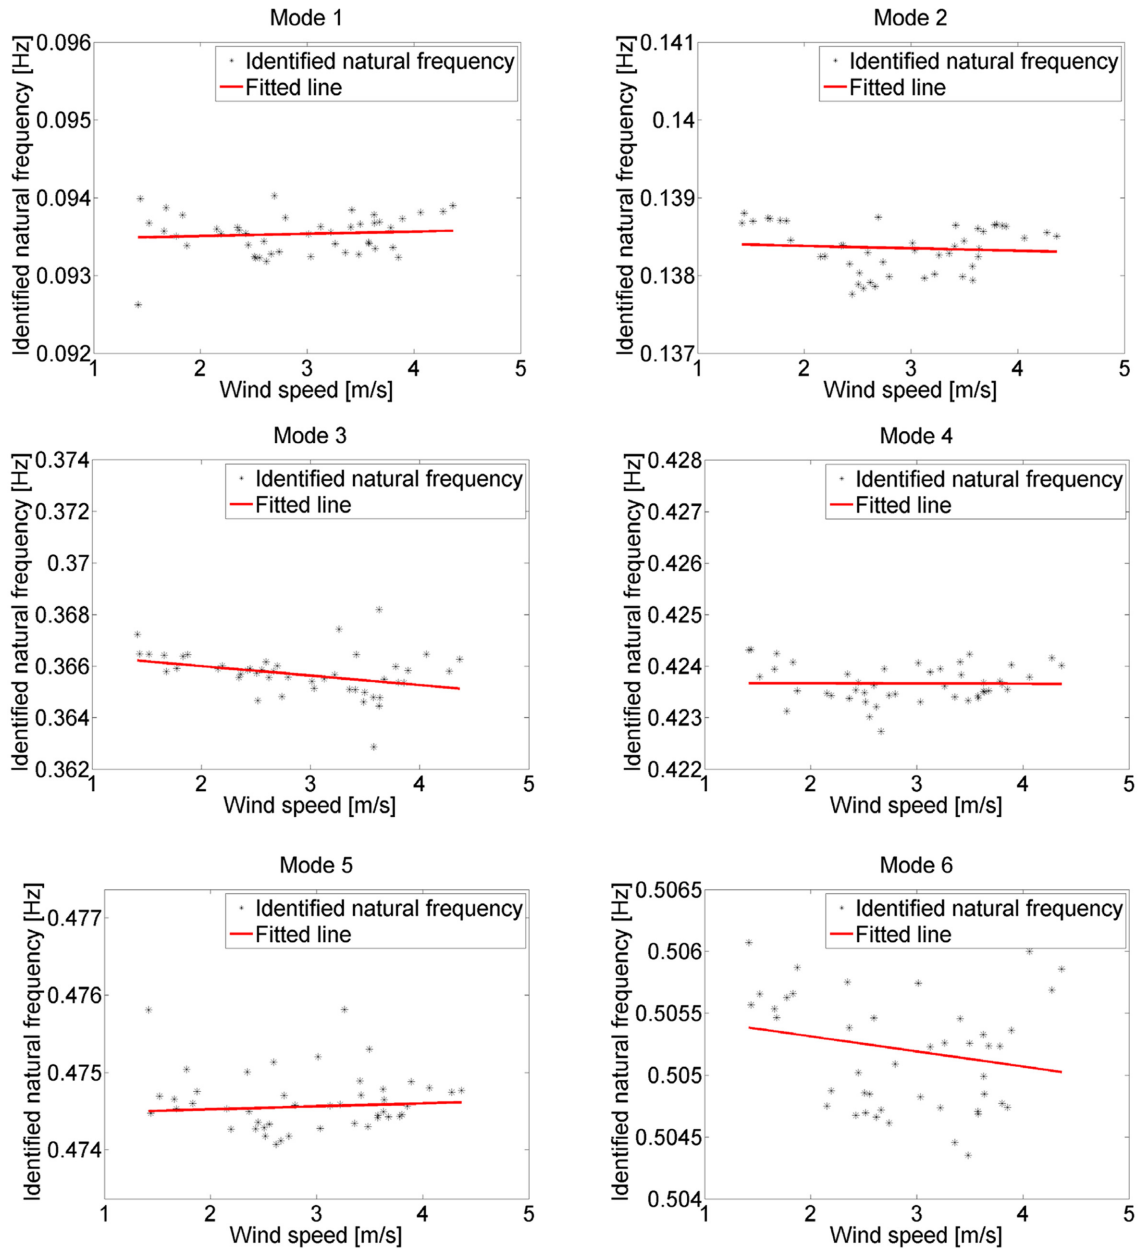 Mode 1
Identified natural frequency [Hz]
0.096
0.095
0.094
0.093
0.092
Identified natural frequency
Fitted line
1 2 3 4 5
Wind speed [m/s]
Mode 2
Identified natural frequency [Hz]
0.141
0.14
0.139
0.138
0.137
Identified natural frequency
Fitted line
1 2 3 4 5
Wind speed [m/s]
Mode 3
Identified natural frequency [Hz]
0.374
0.372
0.37
0.368
0.366
0.364
0.362
Identified natural frequency
Fitted line
1 2 3 4 5
Wind speed [m/s]
Mode 4
Identified natural frequency [Hz]
0.428
0.427
0.426
0.425
0.424
0.423
0.422
Identified natural frequency
Fitted line
1 2 3 4 5
Wind speed [m/s]
Mode 5
Identified natural frequency [Hz]
0.477
0.476
0.475
0.474
Identified natural frequency
Fitted line
1 2 3 4 5
Wind speed [m/s]
Mode 6
Identified natural frequency [Hz]
0.5065
0.506
0.5055
0.505
0.5045
0.504
Identified natural frequency
Fitted line
1 2 3 4 5
Wind speed [m/s]